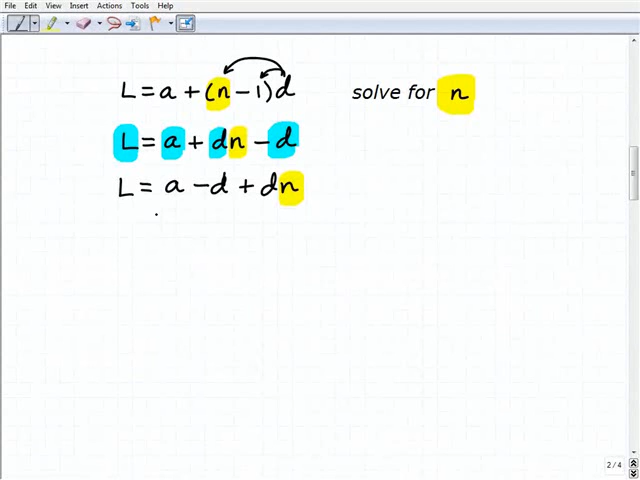 File Edit View Insert Actions Tools Help
L = a + (n − 1)d solve for n
L = a + dn − d
L = a − d + dn
2 / 4